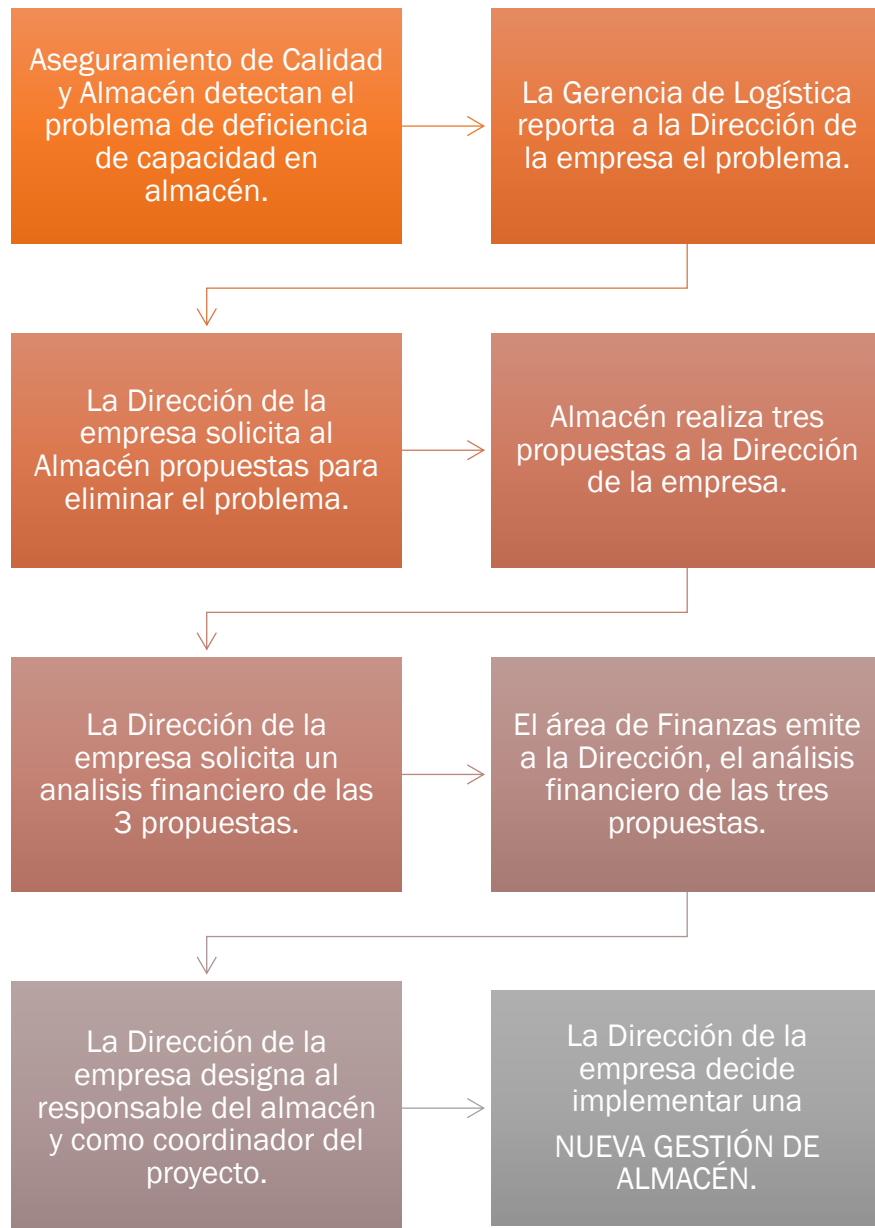 Aseguramiento de Calidad
y Almacén detectan el
problema de deficiencia
de capacidad en
almacén.
La Gerencia de Logística
reporta  a la Dirección de
la empresa el problema.
La Dirección de la
empresa solicita al
Almacén propuestas para
eliminar el problema.
Almacén realiza tres
propuestas a la Dirección
de la empresa.
La Dirección de la
empresa solicita un
analisis financiero de las
3 propuestas.
El área de Finanzas emite
a la Dirección, el análisis
financiero de las tres
propuestas.
La Dirección de la
empresa designa al
responsable del almacén
y como coordinador del
proyecto.
La Dirección de la
empresa decide
implementar una
NUEVA GESTIÓN DE
ALMACÉN.